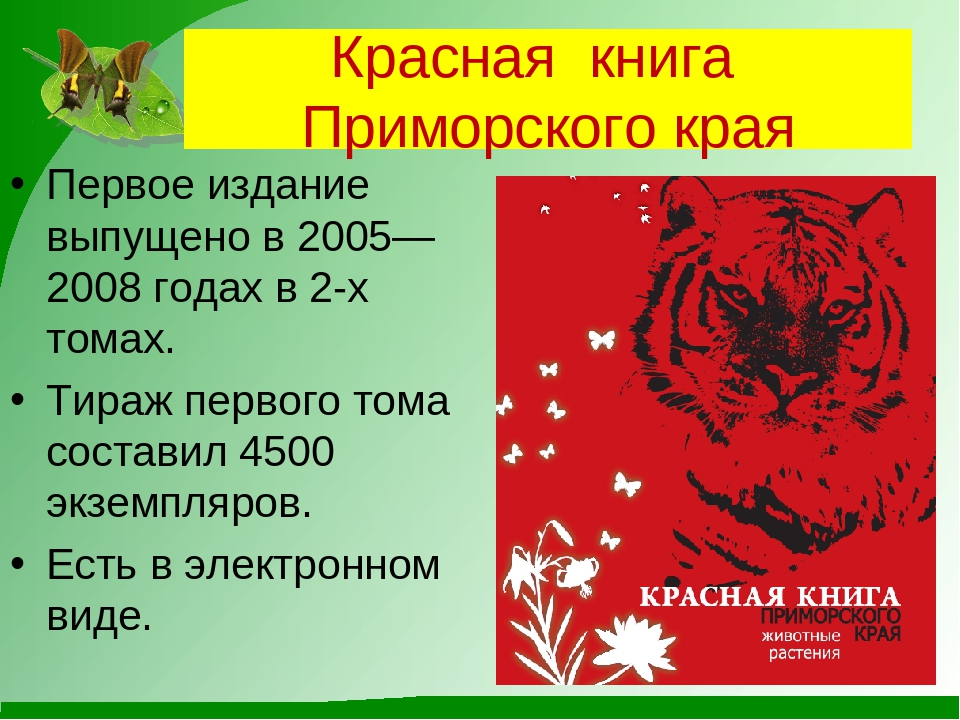 Красная книга
Приморского края
• Первое издание
выпущено в 2005—
2008 годах в 2-х
томах.
• Тираж первого тома
составил 4500
экземпляров.
• Есть в электронном
виде.
КРАСНАЯ КНИГА
ПРИМОРСКОГО
животные КРАЯ
растения